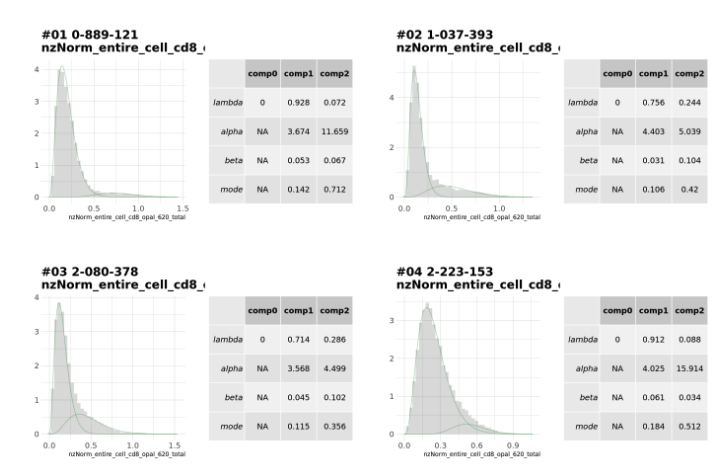 #01 0-889-121
nzNorm_entire_cell_cd8_
comp0 comp1 comp2
lambda 0 0.928 0.072
alpha NA 3.674 11.659
beta NA 0.053 0.067
mode NA 0.142 0.712
4
3
2
1
0
0.0 0.5 1.0 1.5
nzNorm_entire_cell_cd8_opal_620_total
#02 1-037-393
nzNorm_entire_cell_cd8_
comp0 comp1 comp2
lambda 0 0.756 0.244
alpha NA 4.403 5.039
beta NA 0.031 0.104
mode NA 0.106 0.42
4
2
0
0.0 0.5 1.0
nzNorm_entire_cell_cd8_opal_620_total
#03 2-080-378
nzNorm_entire_cell_cd8_
comp0 comp1 comp2
lambda 0 0.714 0.286
alpha NA 3.568 4.499
beta NA 0.045 0.102
mode NA 0.115 0.356
4
3
2
1
0
0.0 0.5 1.0 1.5
nzNorm_entire_cell_cd8_opal_620_total
#04 2-223-153
nzNorm_entire_cell_cd8_
comp0 comp1 comp2
lambda 0 0.912 0.088
alpha NA 4.025 15.914
beta NA 0.061 0.034
mode NA 0.184 0.512
3
2
1
0
0.0 0.3 0.6 0.9
nzNorm_entire_cell_cd8_opal_620_total